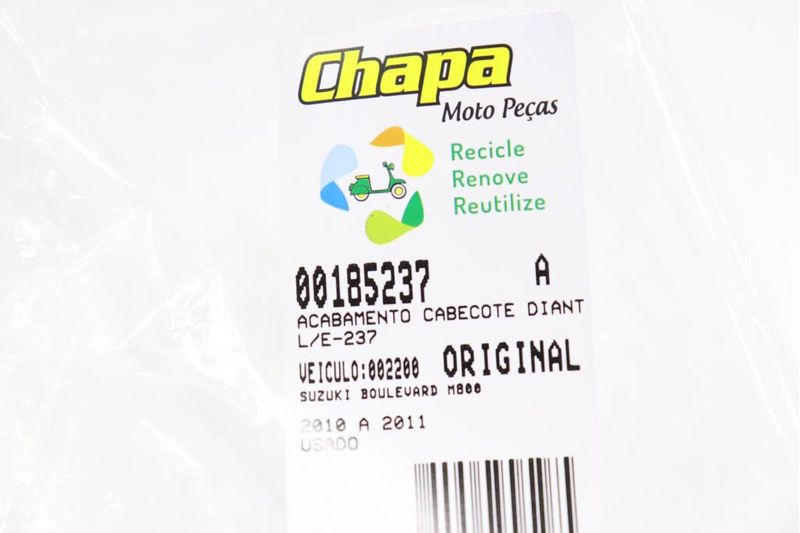 Chapa
Moto Peças
Recicle
Renove
Reutilize
00185237 A
ACABAMENTO CABECOTE DIANT
L/E-237
VEICULO:002200 ORIGINAL
SUZUKI BOULEVARD M800
2010 A 2011
USADO